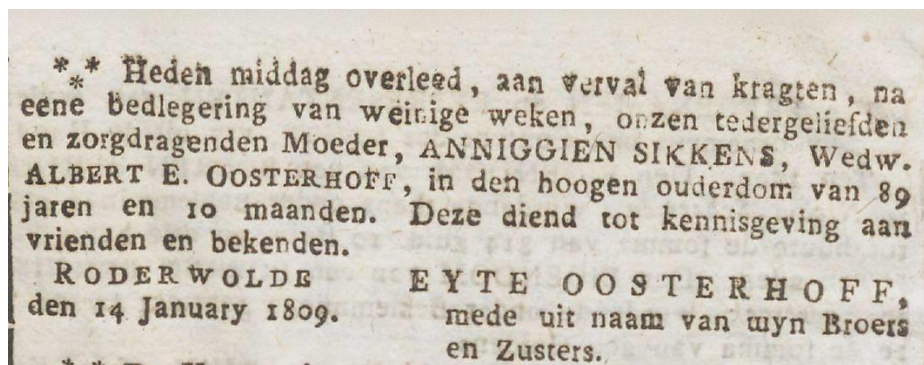 *** Heden middag overleed, aan verval van kragten, na
eene bedlegering van weinige weken, onzen tedergeliefden
en zorgdragenden Moeder, ANNIGGIEN SIKKENS, Wedw.
ALBERT E. OOSTERHOFF, in den hoogen ouderdom van 89
jaren en 10 maanden. Deze diend tot kennisgeving aan
vrienden en bekenden.
RODERWOLDE EYTE OOSTERHOFF,
den 14 January 1809. mede uit naam van myn Broers
en Zusters.